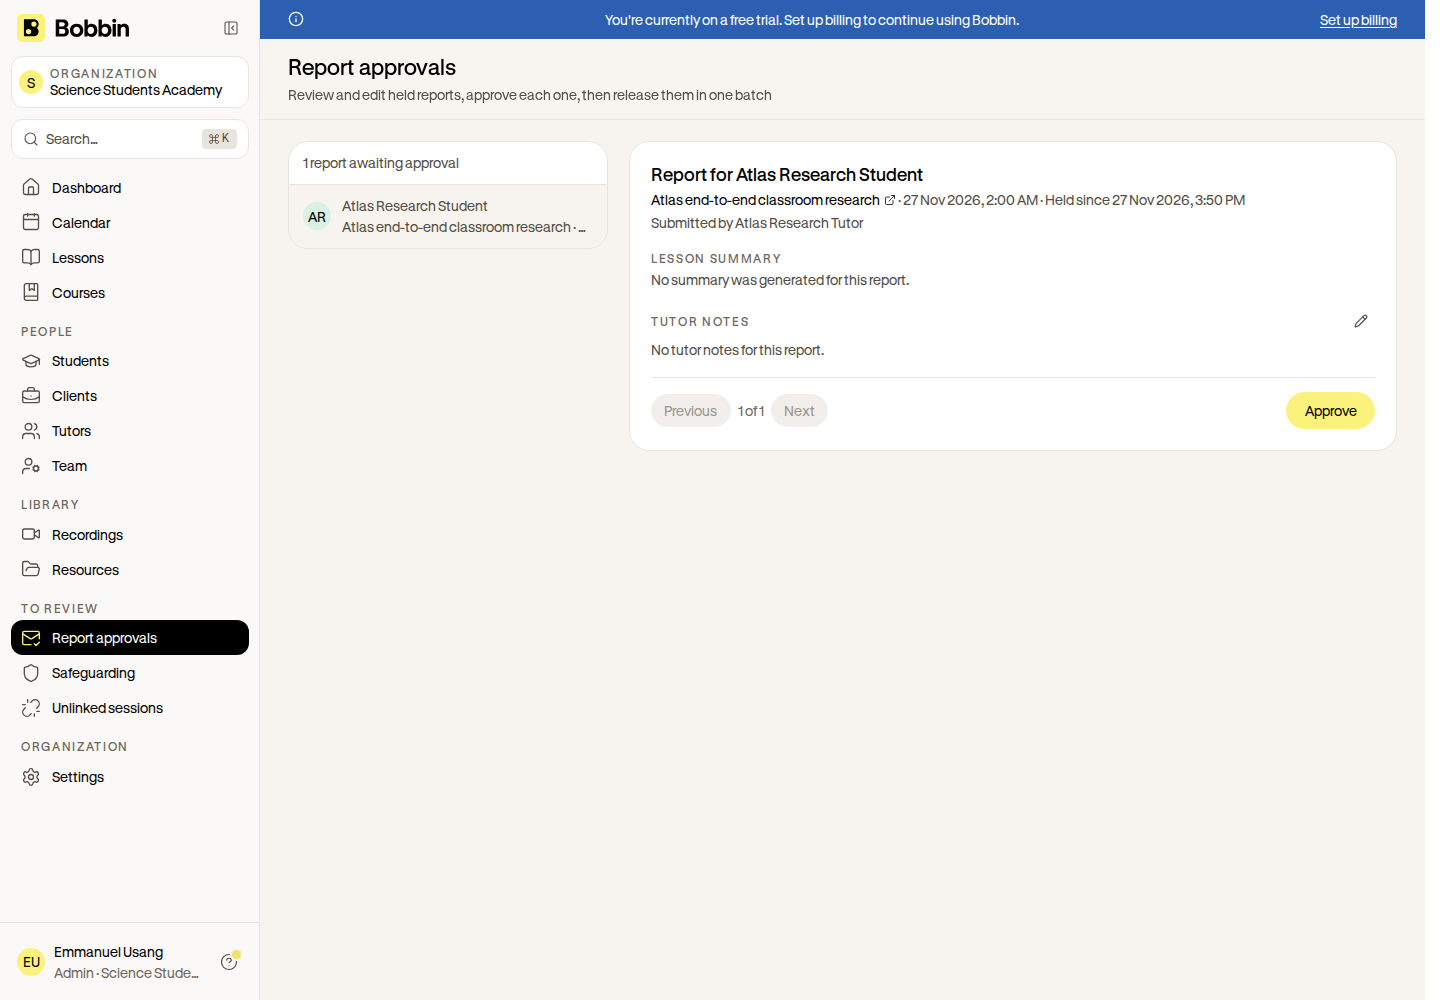 Bobbin
ORGANIZATION
S
Science Students Academy
Search...
⌘ K
Dashboard
Calendar
Lessons
Courses
PEOPLE
Students
Clients
Tutors
Team
LIBRARY
Recordings
Resources
TO REVIEW
Report approvals
Safeguarding
Unlinked sessions
ORGANIZATION
Settings
EU
Emmanuel Usang
Admin · Science Stude...
You're currently on a free trial. Set up billing to continue using Bobbin.
Set up billing
Report approvals
Review and edit held reports, approve each one, then release them in one batch
1 report awaiting approval
AR
Atlas Research Student
Atlas end-to-end classroom research · ...
Report for Atlas Research Student
Atlas end-to-end classroom research · 27 Nov 2026, 2:00 AM · Held since 27 Nov 2026, 3:50 PM
Submitted by Atlas Research Tutor
LESSON SUMMARY
No summary was generated for this report.
TUTOR NOTES
No tutor notes for this report.
Previous
1 of 1
Next
Approve